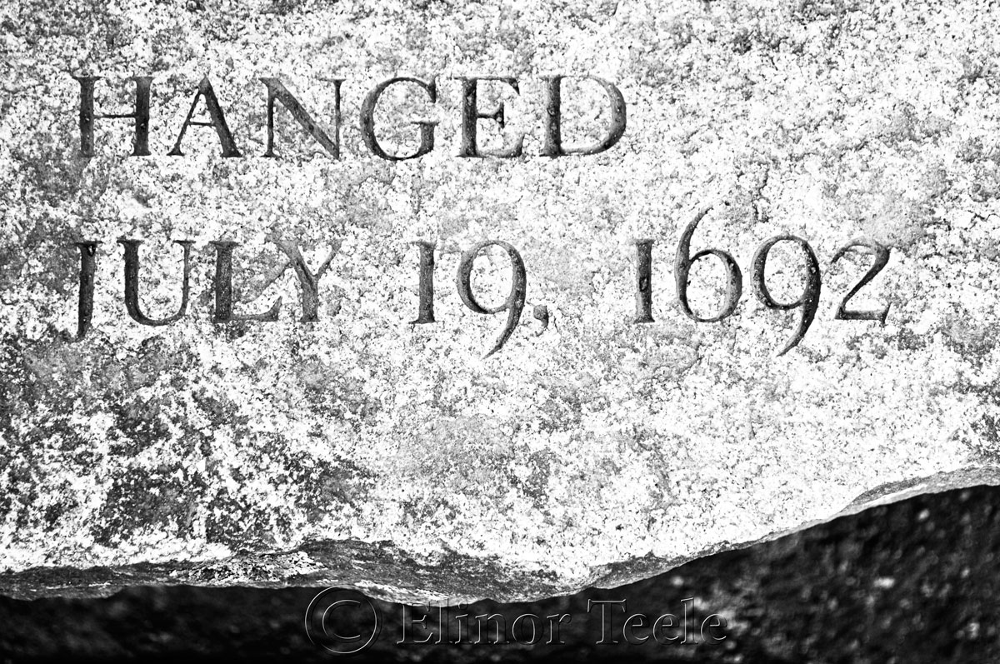 HANGED
JULY 19, 1692
© Elinor Teele